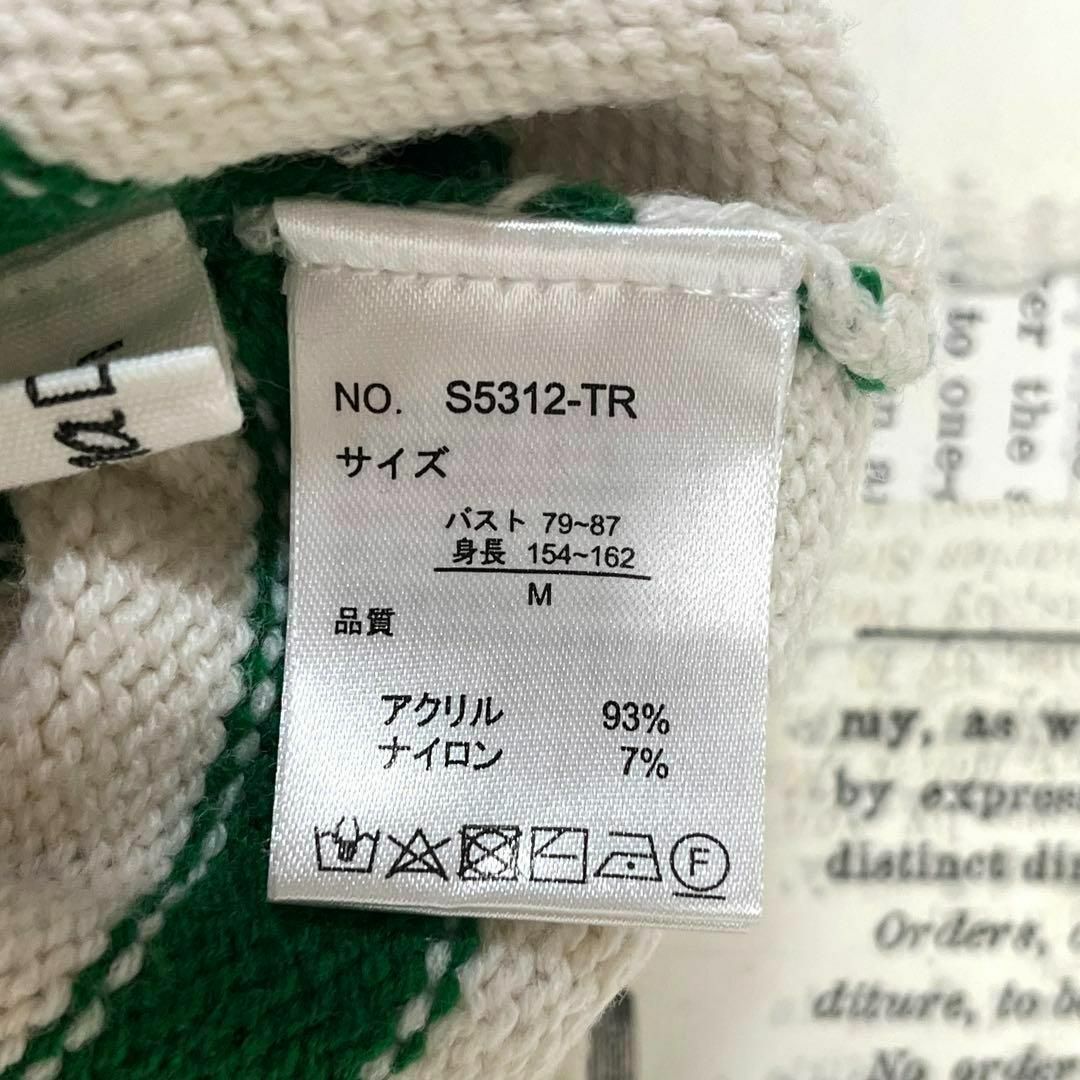 NO. S5312-TR
サイズ
バスト 79~87
身長 154~162
M
品質
アクリル 93%
ナイロン 7%
F
er the
to one-
my, as w
by expres
distinct di
Orders,
diture, to b
No order